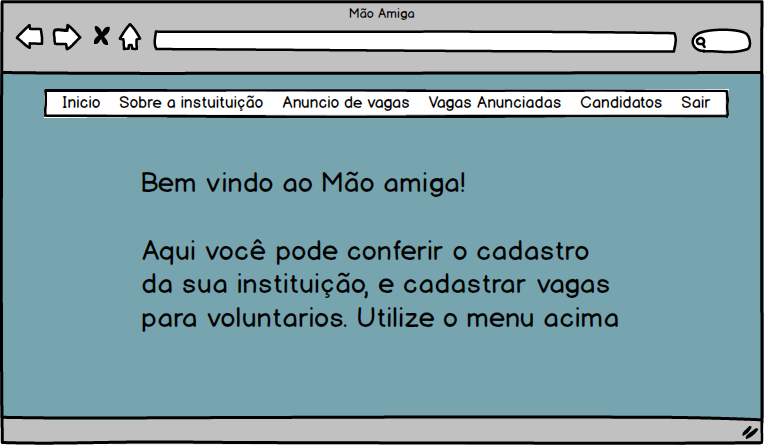 Mão Amiga
Inicio Sobre a instuituição Anuncio de vagas Vagas Anunciadas Candidatos Sair
Bem vindo ao Mão amiga!
Aqui você pode conferir o cadastro
da sua instituição, e cadastrar vagas
para voluntarios. Utilize o menu acima